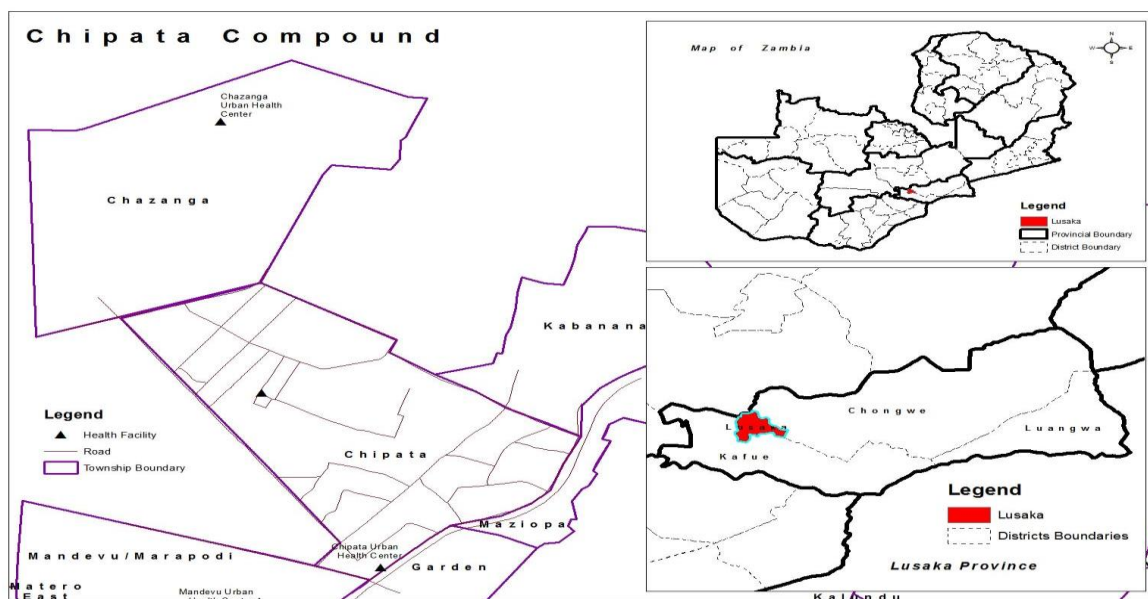 Chipata Compound
Chazanga
Urban Health
Center
Chazanga
Kabanana
Legend
Health Facility
Road
Township Boundary
Chipata
Maziopa
Chipata Urban
Health Center
Garden
Mandevu/Marapodi
Matero
East
Mandevu Urban
Map of Zambia
N
W
E
S
Legend
Lusaka
Provincial Boundary
District Boundary
Chongwe
Luangwa
Lusaka
Kafue
Legend
Lusaka
Districts Boundaries
Lusaka Province